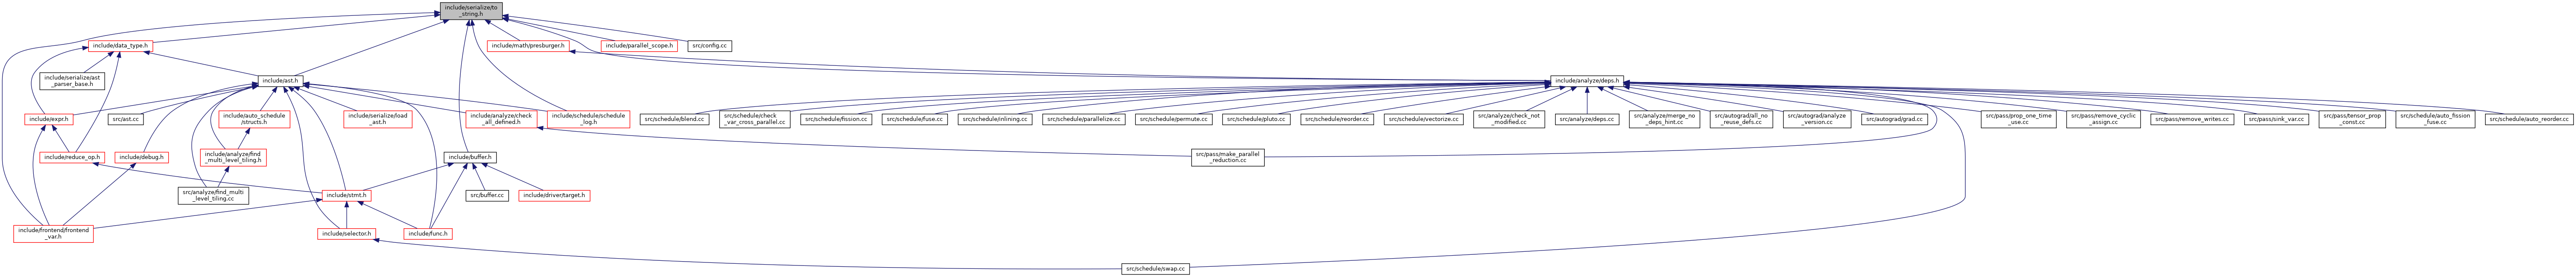 include/serialize/to
_string.h
include/data_type.h
include/math/presburger.h
include/parallel_scope.h
src/config.cc
include/serialize/ast
_parser_base.h
include/ast.h
include/analyze/deps.h
include/expr.h
src/ast.cc
include/auto_schedule
/structs.h
include/serialize/load
_ast.h
include/analyze/check
_all_defined.h
include/schedule/schedule
_log.h
src/schedule/blend.cc
src/schedule/check
_var_cross_parallel.cc
src/schedule/fission.cc
src/schedule/fuse.cc
src/schedule/inlining.cc
src/schedule/parallelize.cc
src/schedule/permute.cc
src/schedule/pluto.cc
src/schedule/reorder.cc
src/schedule/vectorize.cc
src/analyze/check_not
_modified.cc
src/analyze/deps.cc
src/analyze/merge_no
_deps_hint.cc
src/autograd/all_no
_reuse_defs.cc
src/autograd/analyze
_version.cc
src/autograd/grad.cc
src/pass/prop_one_time
_use.cc
src/pass/remove_cyclic
_assign.cc
src/pass/remove_writes.cc
src/pass/sink_var.cc
src/pass/tensor_prop
_const.cc
src/schedule/auto_fission
_fuse.cc
src/schedule/auto_reorder.cc
include/reduce_op.h
include/debug.h
include/analyze/find
_multi_level_tiling.h
include/buffer.h
src/pass/make_parallel
_reduction.cc
src/analyze/find_multi
_level_tiling.cc
include/stmt.h
src/buffer.cc
include/driver/target.h
include/frontend/frontend
_var.h
include/selector.h
include/func.h
src/schedule/swap.cc